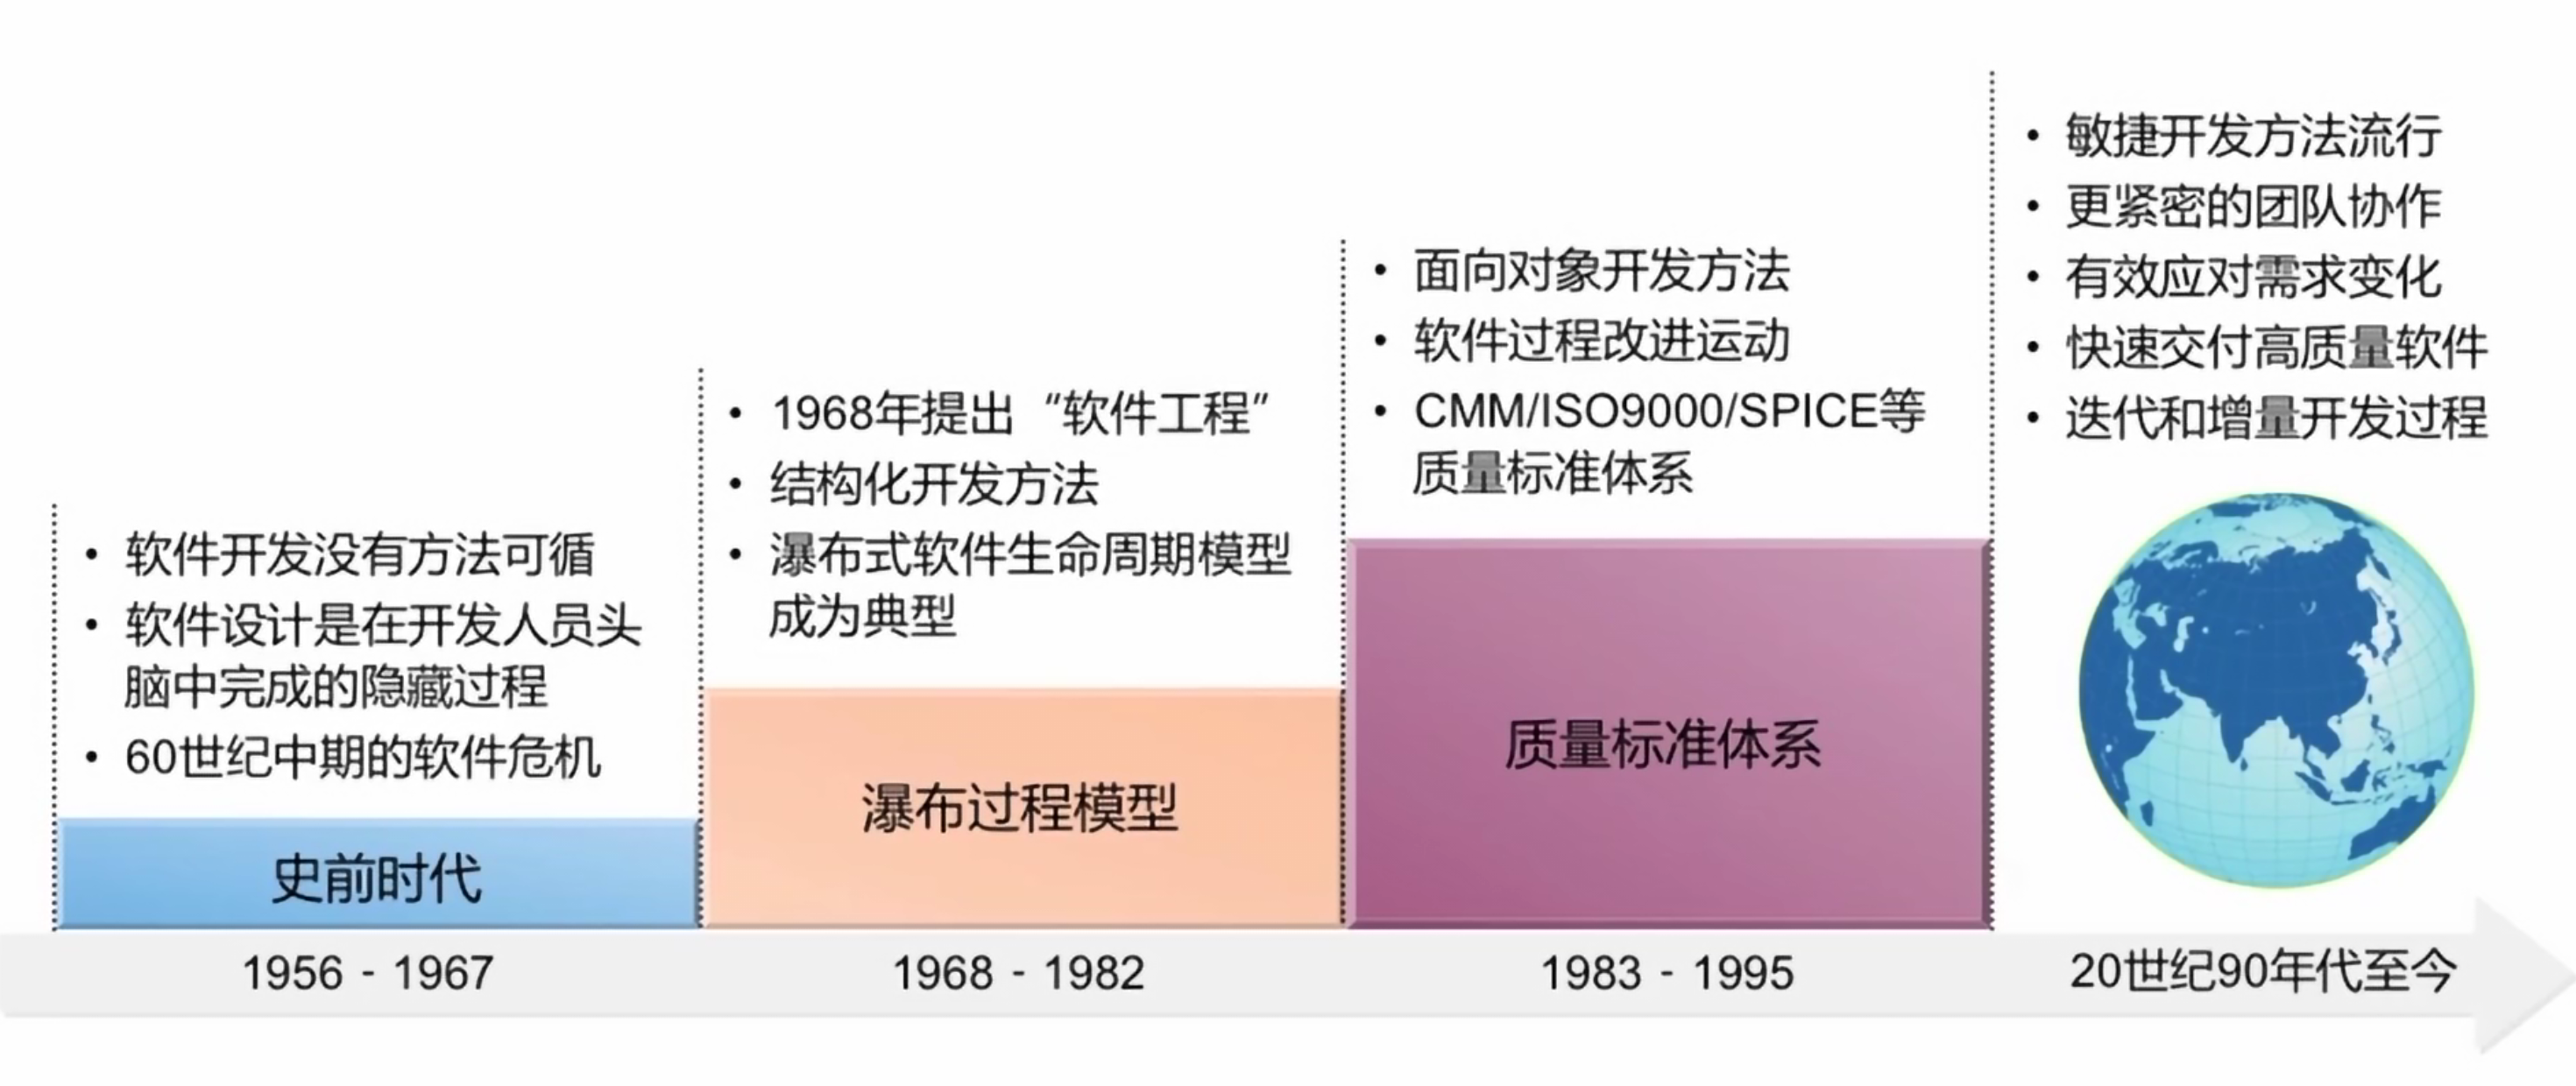 • 软件开发没有方法可循
• 软件设计是在开发人员头
脑中完成的隐藏过程
• 60世纪中期的软件危机
史前时代
1956 - 1967
• 1968年提出“软件工程”
• 结构化开发方法
• 瀑布式软件生命周期模型
成为典型
瀑布过程模型
1968 - 1982
• 面向对象开发方法
• 软件过程改进运动
• CMM/ISO9000/SPICE等
质量标准体系
质量标准体系
1983 - 1995
• 敏捷开发方法流行
• 更紧密的团队协作
• 有效应对需求变化
• 快速交付高质量软件
• 迭代和增量开发过程
20世纪90年代至今